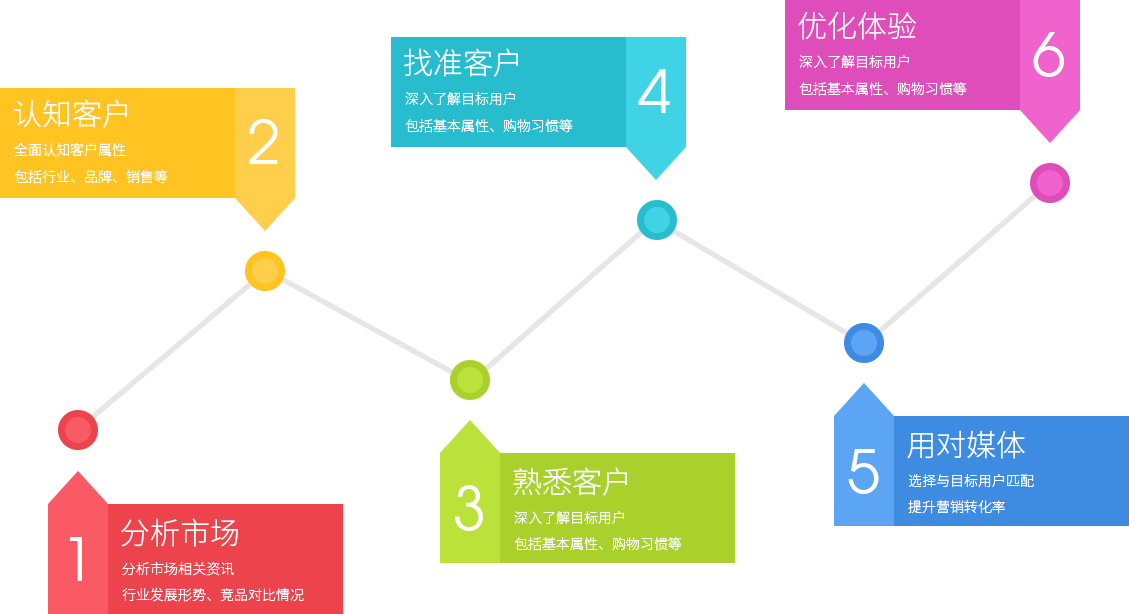 1
分析市场
分析市场相关资讯
行业发展形势、竞品对比情况
2
认知客户
全面认知客户属性
包括行业、品牌、销售等
3
熟悉客户
深入了解目标用户
包括基本属性、购物习惯等
4
找准客户
深入了解目标用户
包括基本属性、购物习惯等
5
用对媒体
选择与目标用户匹配
提升营销转化率
6
优化体验
深入了解目标用户
包括基本属性、购物习惯等